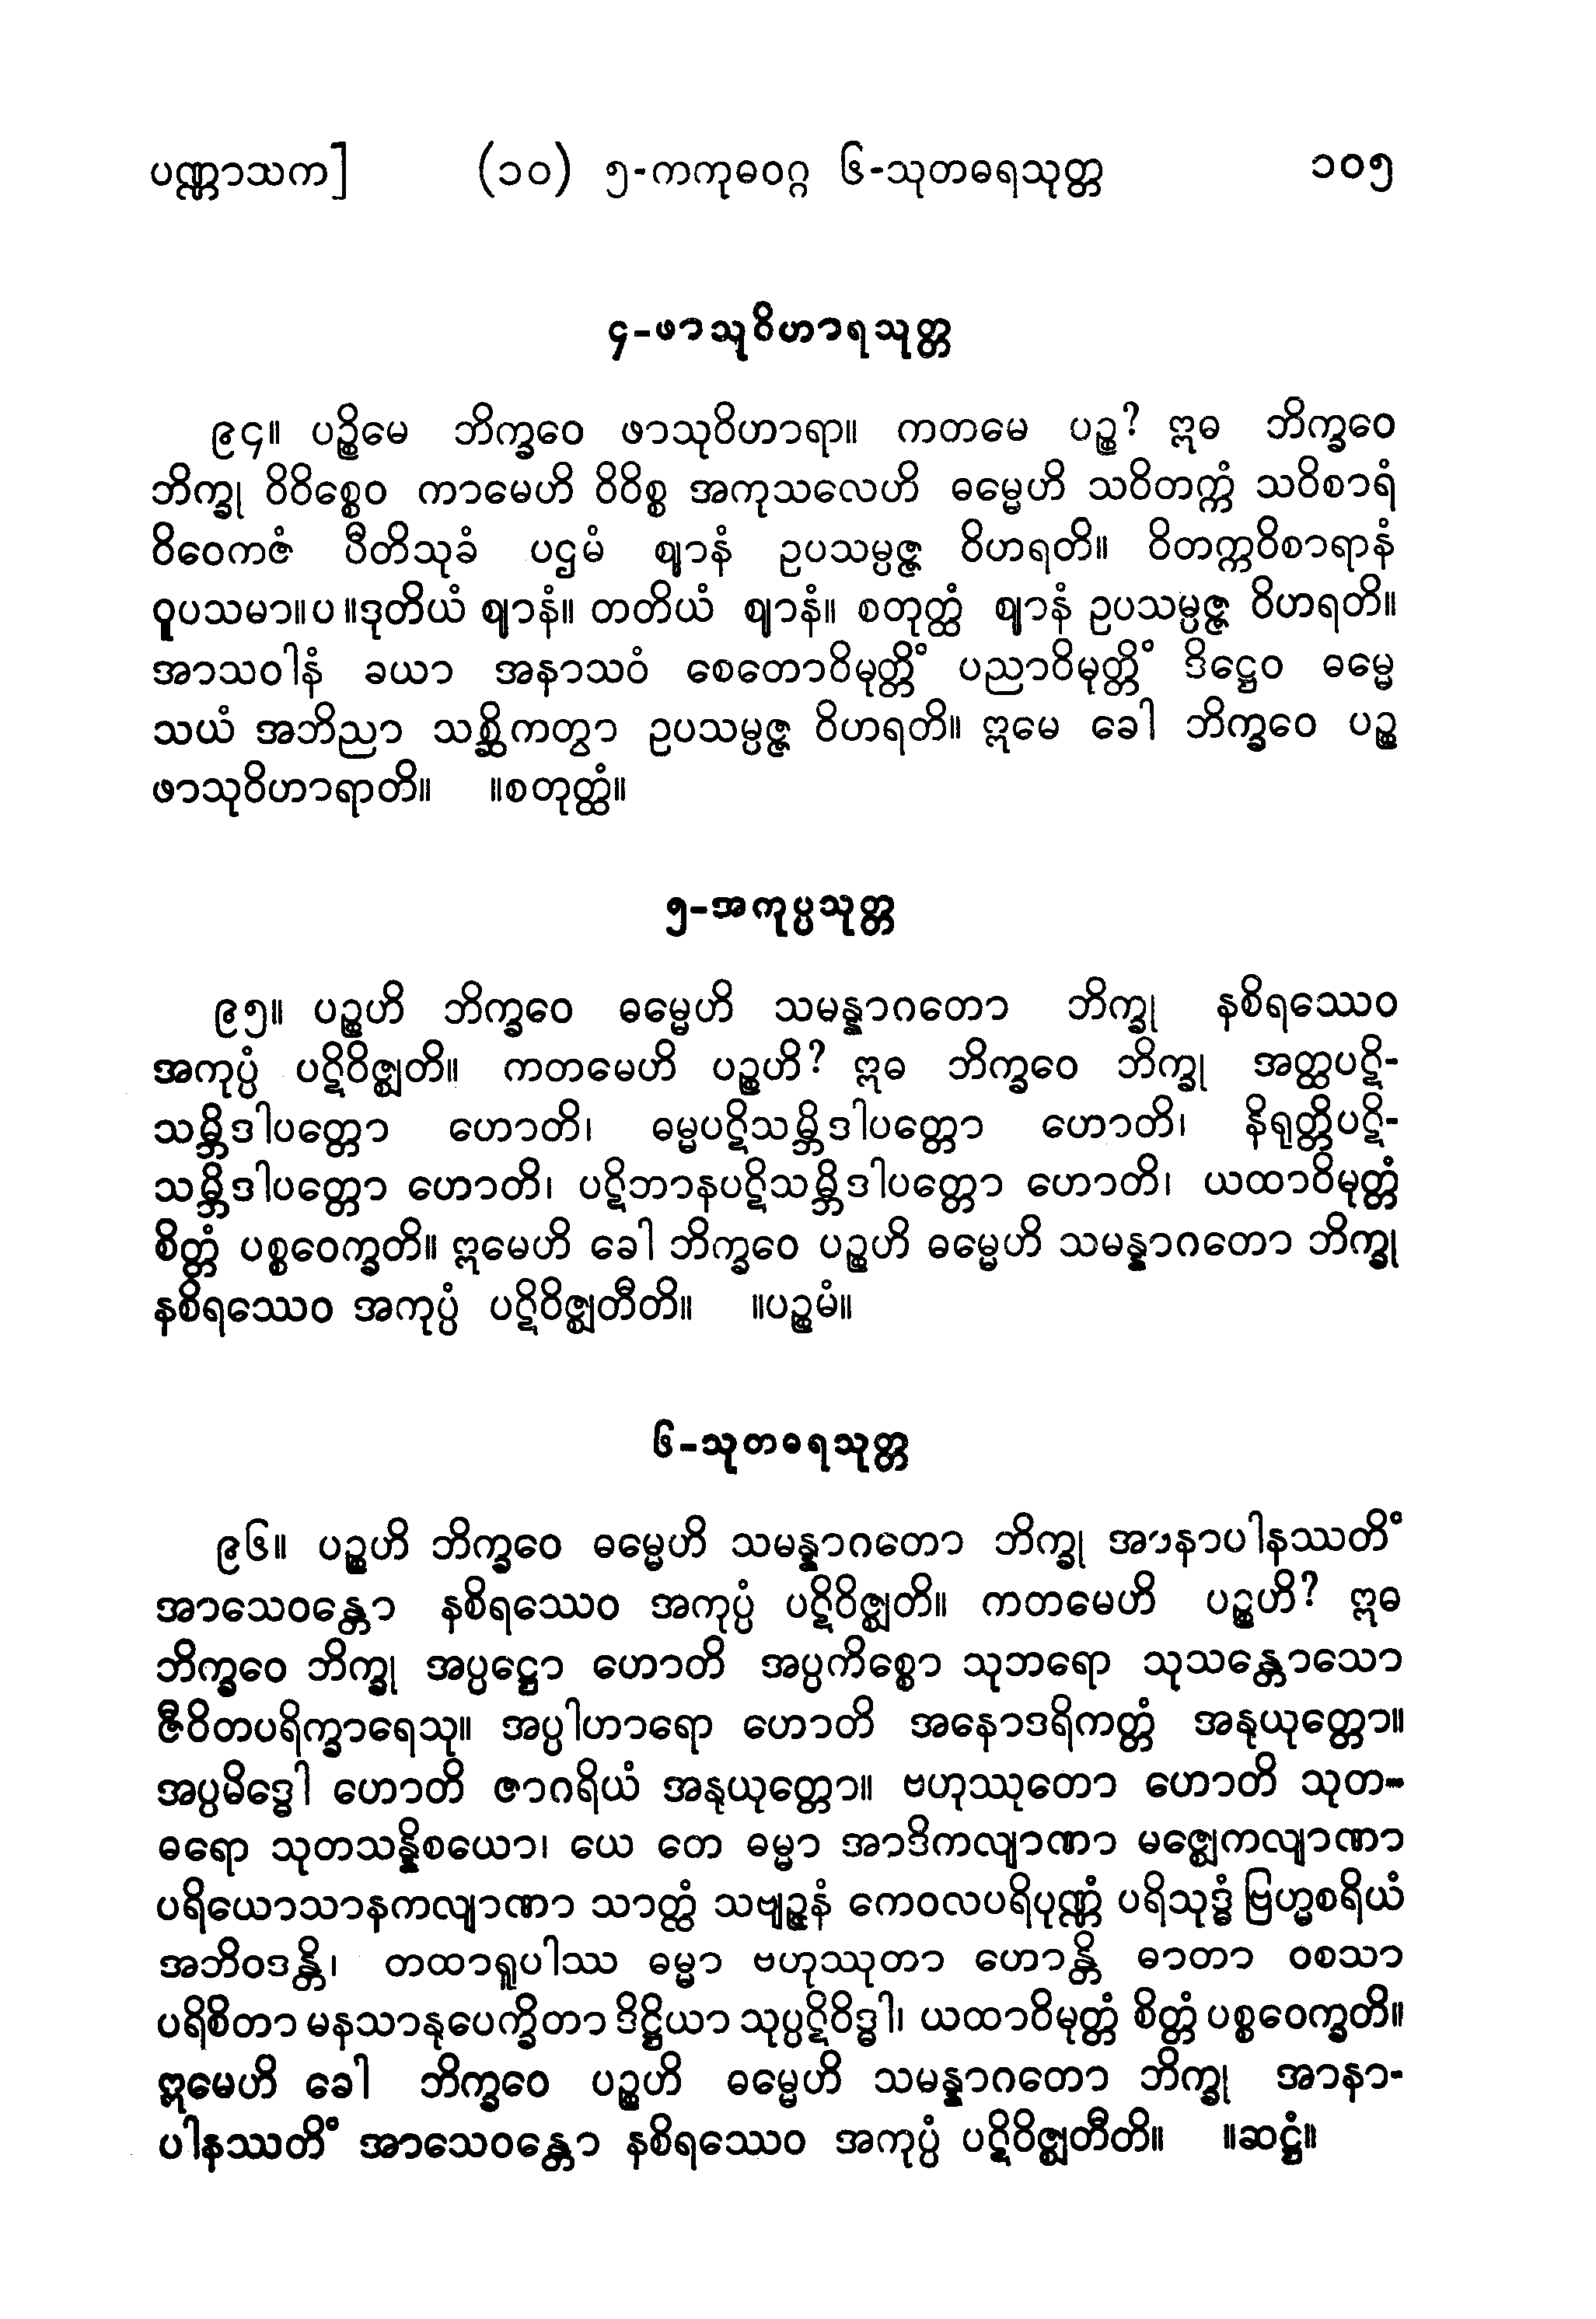 ပဏ္ဏာသက] (၁၀) ၅-ကကုဓဝဂ္ဂ ၆-သုတဓရသုတ္တ ၁၀၅
၄-ဖာသုဝိဟာရသုတ္တ
၉၄။ ပဉ္စိမေ ဘိက္ခဝေ ဖာသုဝိဟာရာ။ ကတမေ ပဉ္စ? ဣဓ ဘိက္ခဝေ
ဘိက္ခု ဝိဝိစ္စေဝ ကာမေဟိ ဝိဝိစ္စ အကုသလေဟိ ဓမ္မေဟိ သဝိတက္ကံ သဝိစာရံ
ဝိဝေကဇံ ပီတိသုခံ ပဌမံ ဈာနံ ဥပသမ္ပဇ္ဇ ဝိဟရတိ။ ဝိတက္ကဝိစာရာနံ
ဝူပသမာ။ပ။ဒုတိယံ ဈာနံ။ တတိယံ ဈာနံ။ စတုတ္ထံ ဈာနံ ဥပသမ္ပဇ္ဇ ဝိဟရတိ။
အာသဝါနံ ခယာ အနာသဝံ စေတောဝိမုတ္တိံ ပညာဝိမုတ္တိံ ဒိဋ္ဌေဝ ဓမ္မေ
သယံ အဘိညာ သစ္ဆိကတွာ ဥပသမ္ပဇ္ဇ ဝိဟရတိ။ ဣမေ ခေါ ဘိက္ခဝေ ပဉ္စ
ဖာသုဝိဟာရာတိ။ ။စတုတ္ထံ။
၅-အကုပ္ပသုတ္တ
၉၅။ ပဉ္စဟိ ဘိက္ခဝေ ဓမ္မေဟိ သမန္နာဂတော ဘိက္ခု နစိရဿေဝ
အကုပ္ပံ ပဋိဝိဇ္ဈတိ။ ကတမေဟိ ပဉ္စဟိ? ဣဓ ဘိက္ခဝေ ဘိက္ခု အတ္ထပဋိ-
သမ္ဘိဒါပတ္တော ဟောတိ၊ ဓမ္မပဋိသမ္ဘိဒါပတ္တော ဟောတိ၊ နိရုတ္တိပဋိ-
သမ္ဘိဒါပတ္တော ဟောတိ၊ ပဋိဘာနပဋိသမ္ဘိဒါပတ္တော ဟောတိ၊ ယထာဝိမုတ္တံ
စိတ္တံ ပစ္စဝေက္ခတိ။ ဣမေဟိ ခေါ ဘိက္ခဝေ ပဉ္စဟိ ဓမ္မေဟိ သမန္နာဂတော ဘိက္ခု
နစိရဿေဝ အကုပ္ပံ ပဋိဝိဇ္ဈတီတိ။ ။ပဉ္စမံ။
၆-သုတဓရသုတ္တ
၉၆။ ပဉ္စဟိ ဘိက္ခဝေ ဓမ္မေဟိ သမန္နာဂတော ဘိက္ခု အာနာပါနဿတိံ
အာသေဝန္တော နစိရဿေဝ အကုပ္ပံ ပဋိဝိဇ္ဈတိ။ ကတမေဟိ ပဉ္စဟိ? ဣဓ
ဘိက္ခဝေ ဘိက္ခု အပ္ပဋ္ဌော ဟောတိ အပ္ပကိစ္စော သုဘရော သုသန္တောသော
ဇီဝိတပရိက္ခာရေသု။ အပ္ပါဟာရော ဟောတိ အနောဒရိကတ္တံ အနုယုတ္တော။
အပ္ပမိဒ္ဓေါ ဟောတိ ဇာဂရိယံ အနုယုတ္တော။ ဗဟုဿုတော ဟောတိ သုတ-
ဓရော သုတသန္နိစယော၊ ယေ တေ ဓမ္မာ အာဒိကလျာဏာ မဇ္ဈေကလျာဏာ
ပရိယောသာနကလျာဏာ သာတ္ထံ သဗျဉ္ဇနံ ကေဝလပရိပုဏ္ဏံ ပရိသုဒ္ဓံ ဗြဟ္မစရိယံ
အဘိဝဒန္တိ၊ တထာရူပါဿ ဓမ္မာ ဗဟုဿုတာ ဟောန္တိ ဓာတာ ဝစသာ
ပရိစိတာ မနသာနုပေက္ခိတာ ဒိဋ္ဌိယာ သုပ္ပဋိဝိဒ္ဓါ၊ ယထာဝိမုတ္တံ စိတ္တံ ပစ္စဝေက္ခတိ။
ဣမေဟိ ခေါ ဘိက္ခဝေ ပဉ္စဟိ ဓမ္မေဟိ သမန္နာဂတော ဘိက္ခု အာနာ-
ပါနဿတိံ အာသေဝန္တော နစိရဿေဝ အကုပ္ပံ ပဋိဝိဇ္ဈတီတိ။ ။ဆဋ္ဌံ။